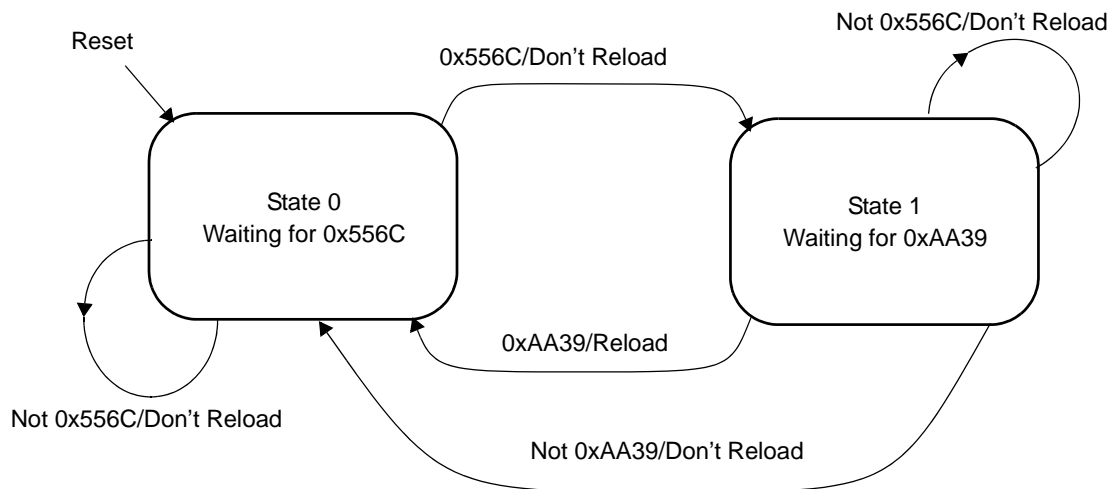 Not 0x556C/Don't Reload
Reset
0x556C/Don't Reload
State 0
Waiting for 0x556C
State 1
Waiting for 0xAA39
0xAA39/Reload
Not 0x556C/Don't Reload
Not 0xAA39/Don't Reload